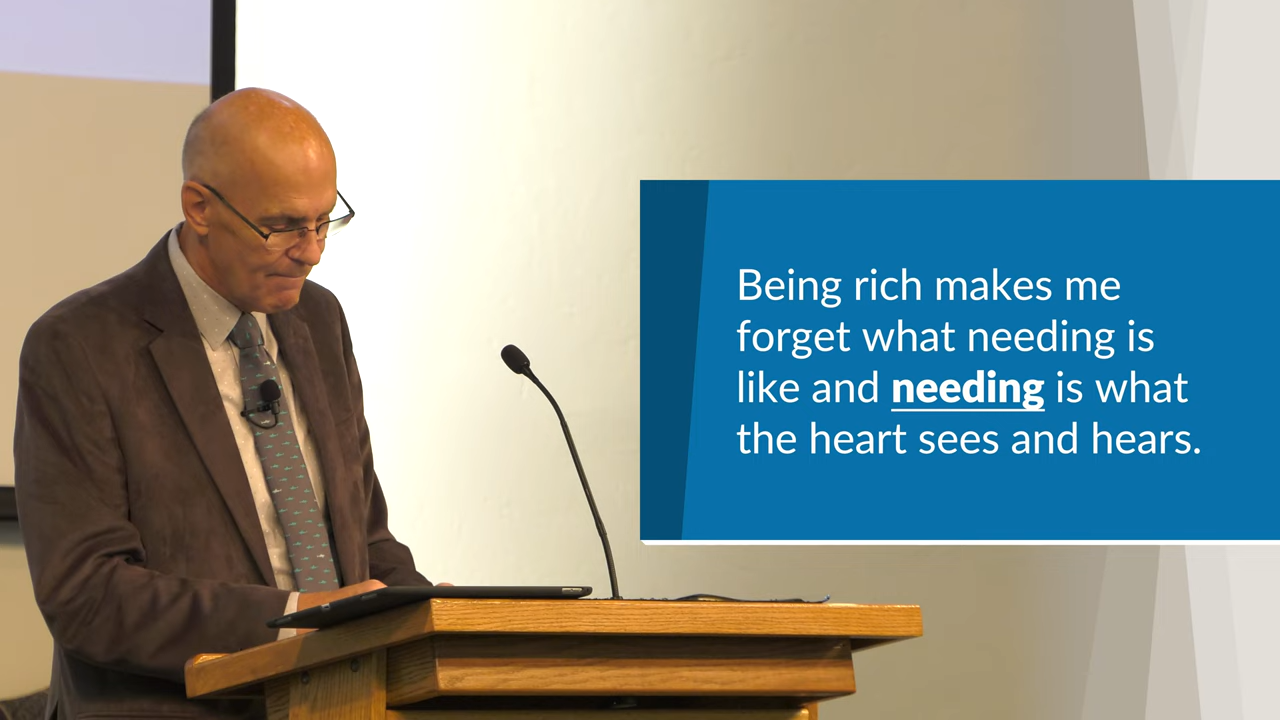 Being rich makes me
forget what needing is
like and needing is what
the heart sees and hears.